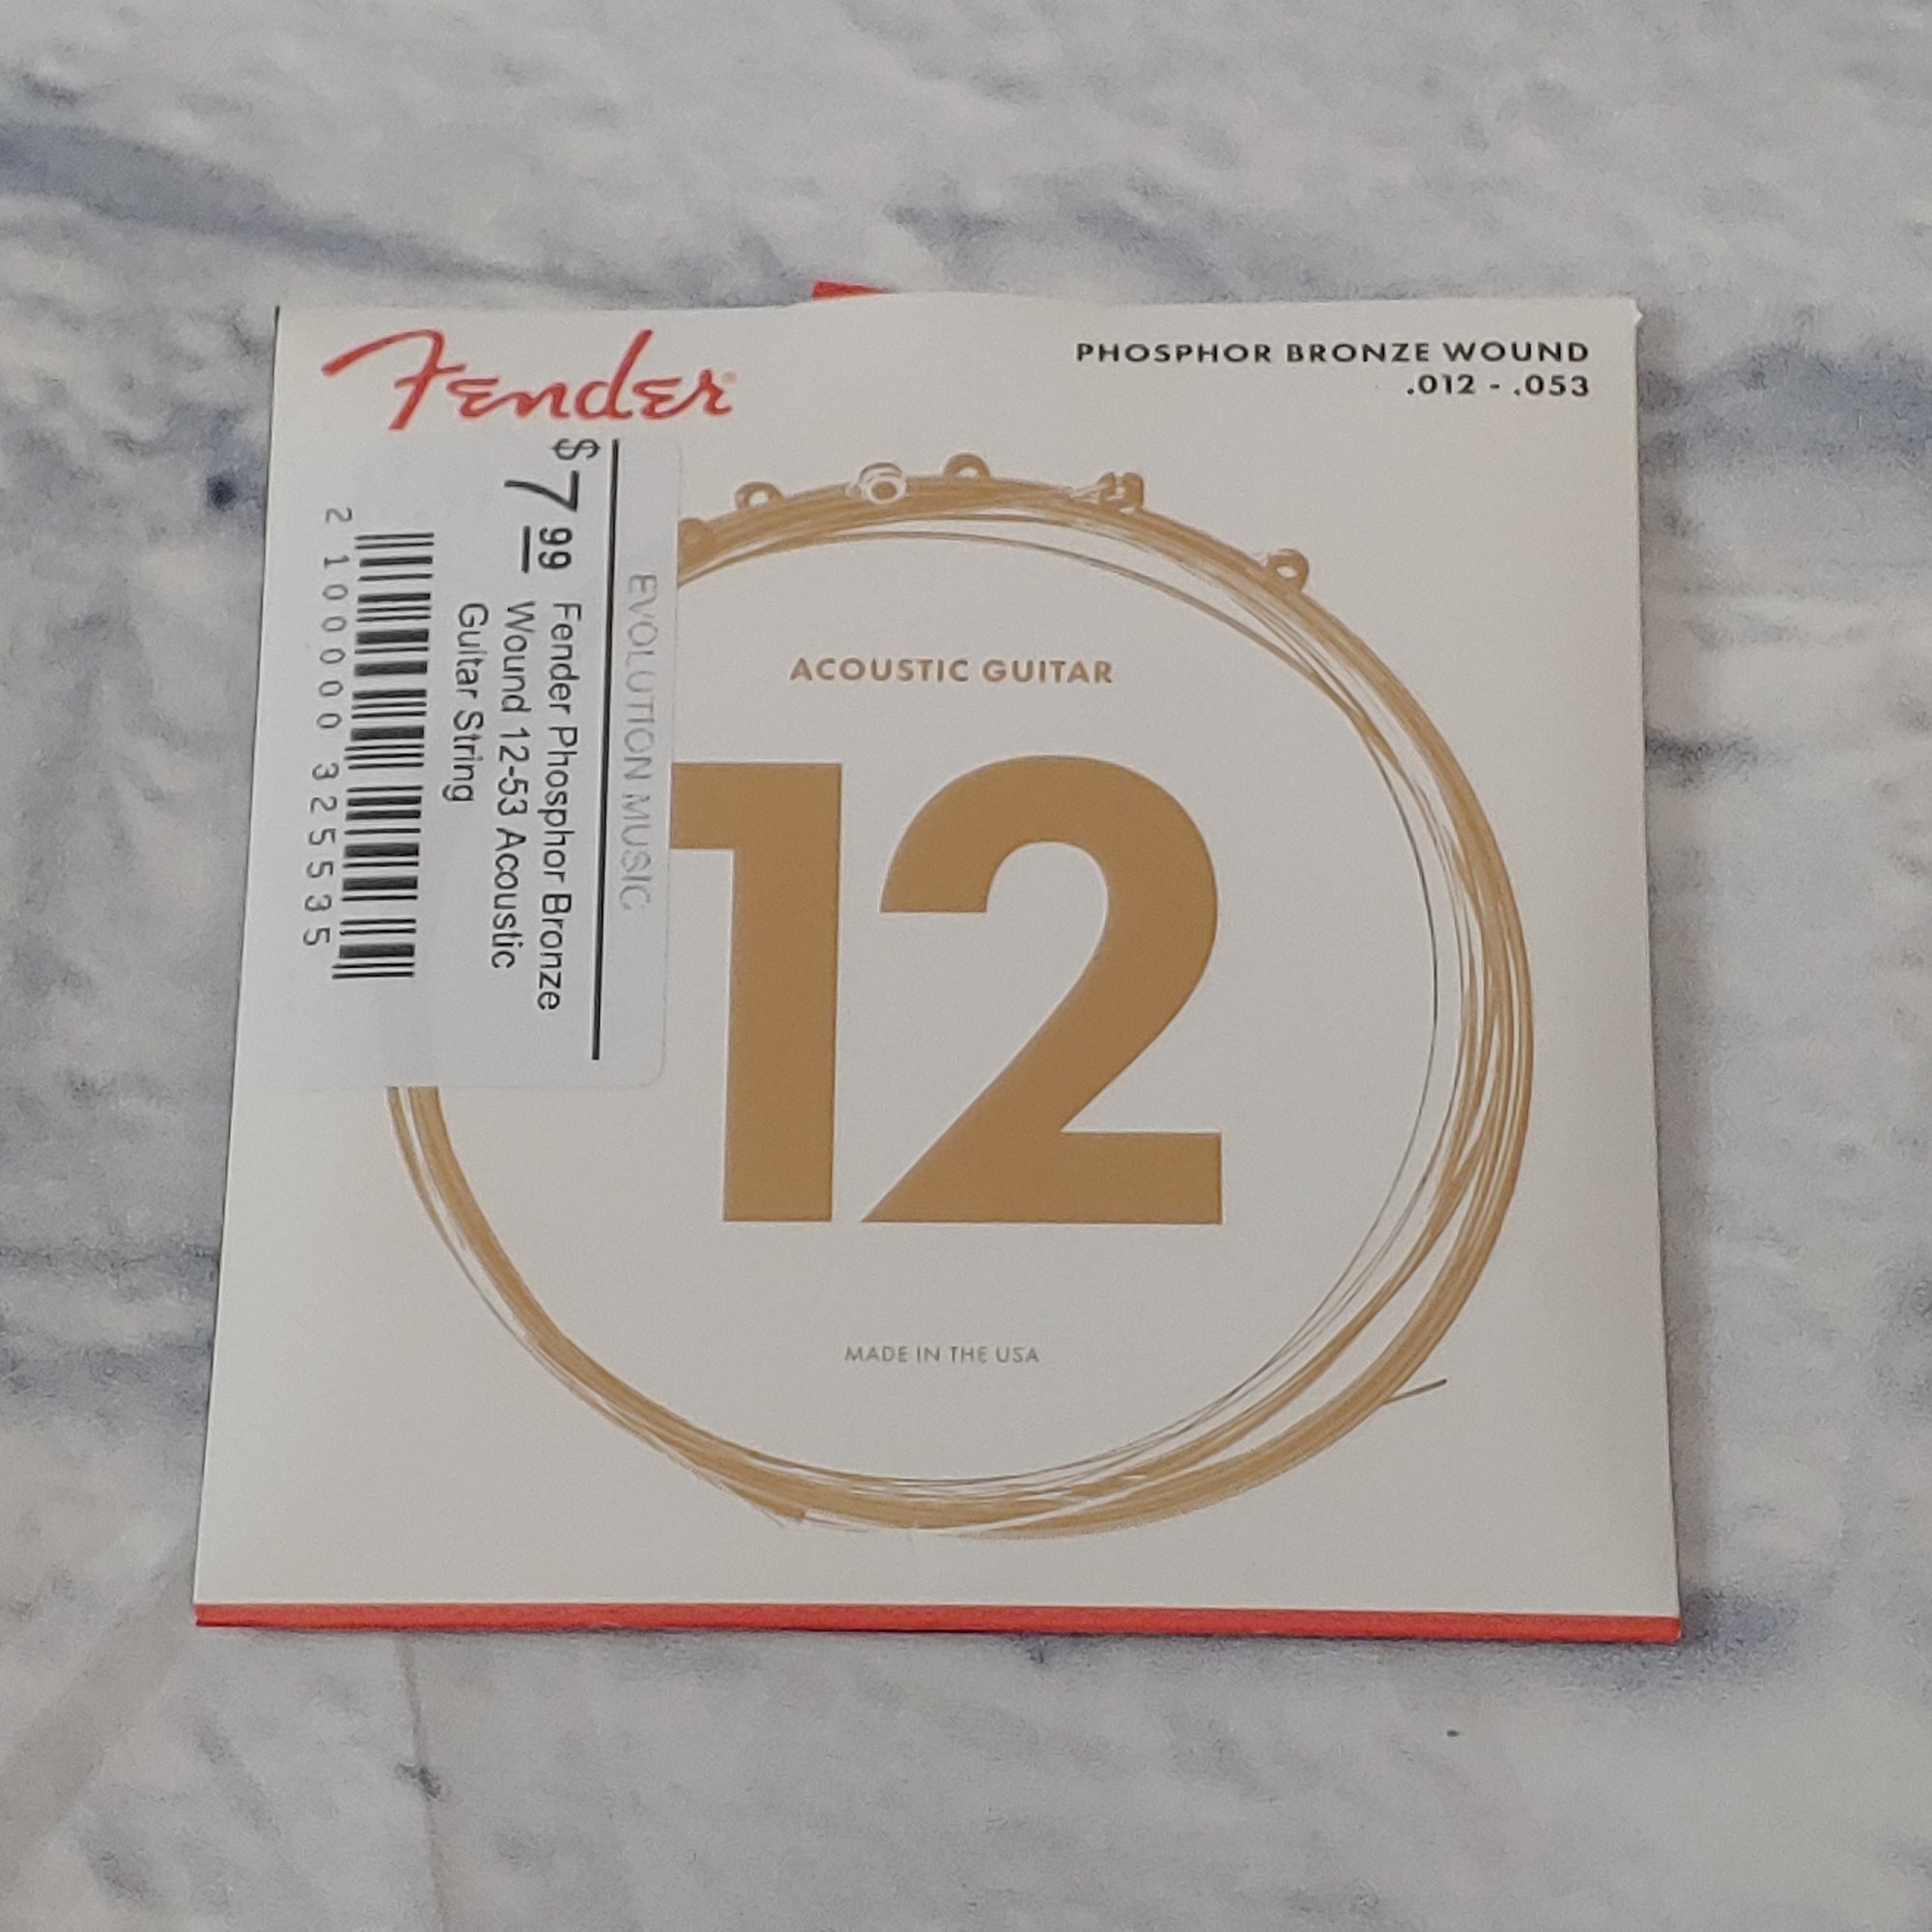 Fender
PHOSPHOR BRONZE WOUND
.012 - .053
EVOLUTION MUSIC
$7.99
Fender Phosphor Bronze
Wound 12-53 Acoustic
Guitar String
2 100000 325535
ACOUSTIC GUITAR
12
MADE IN THE USA